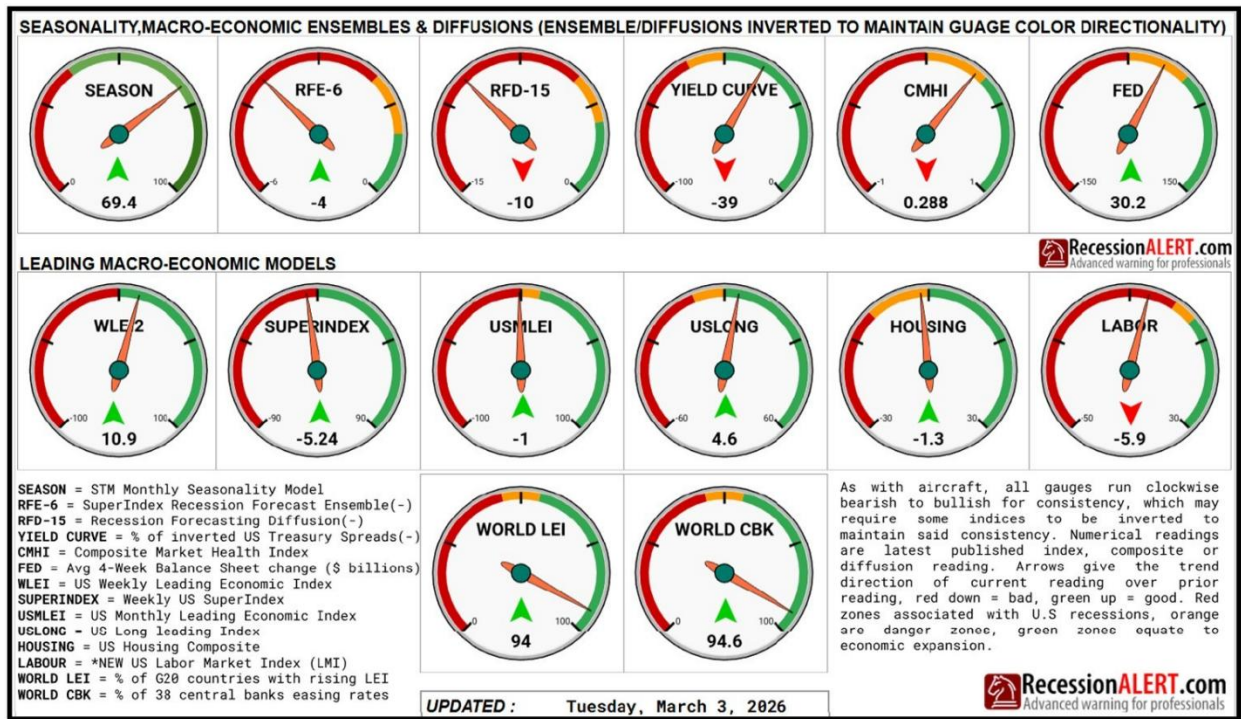 SEASONALITY,MACRO-ECONOMIC ENSEMBLES & DIFFUSIONS (ENSEMBLE/DIFFUSIONS INVERTED TO MAINTAIN GUAGE COLOR DIRECTIONALITY)
SEASON
0 100
69.4
RFE-6
-6 0
-4
RFD-15
-15 0
-10
YIELD CURVE
-100 0
-39
CMHI
-1 1
0.288
FED
-150 150
30.2
RecessionALERT.com
Advanced warning for professionals
LEADING MACRO-ECONOMIC MODELS
WLEI2
-100 100
10.9
SUPERINDEX
-90 90
-5.24
USMLEI
-100 100
-1
USLONG
-60 60
4.6
HOUSING
-30 30
-1.3
LABOR
-50 30
-5.9
SEASON = STM Monthly Seasonality Model
RFE-6 = SuperIndex Recession Forecast Ensemble(-)
RFD-15 = Recession Forecasting Diffusion(-)
YIELD CURVE = % of inverted US Treasury Spreads(-)
CMHI = Composite Market Health Index
FED = Avg 4-Week Balance Sheet change ($ billions)
WLEI = US Weekly Leading Economic Index
SUPERINDEX = Weekly US SuperIndex
USMLEI = US Monthly Leading Economic Index
USLONG = US Long leading Index
HOUSING = US Housing Composite
LABOUR = *NEW US Labor Market Index (LMI)
WORLD LEI = % of G20 countries with rising LEI
WORLD CBK = % of 38 central banks easing rates
WORLD LEI
0 100
94
WORLD CBK
0 100
94.6
UPDATED : Tuesday, March 3, 2026
As with aircraft, all gauges run clockwise
bearish to bullish for consistency, which may
require some indices to be inverted to
maintain said consistency. Numerical readings
are latest published index, composite or
diffusion reading. Arrows give the trend
direction of current reading over prior
reading, red down = bad, green up = good. Red
zones associated with U.S recessions, orange
are danger zones, green zones equate to
economic expansion.
RecessionALERT.com
Advanced warning for professionals